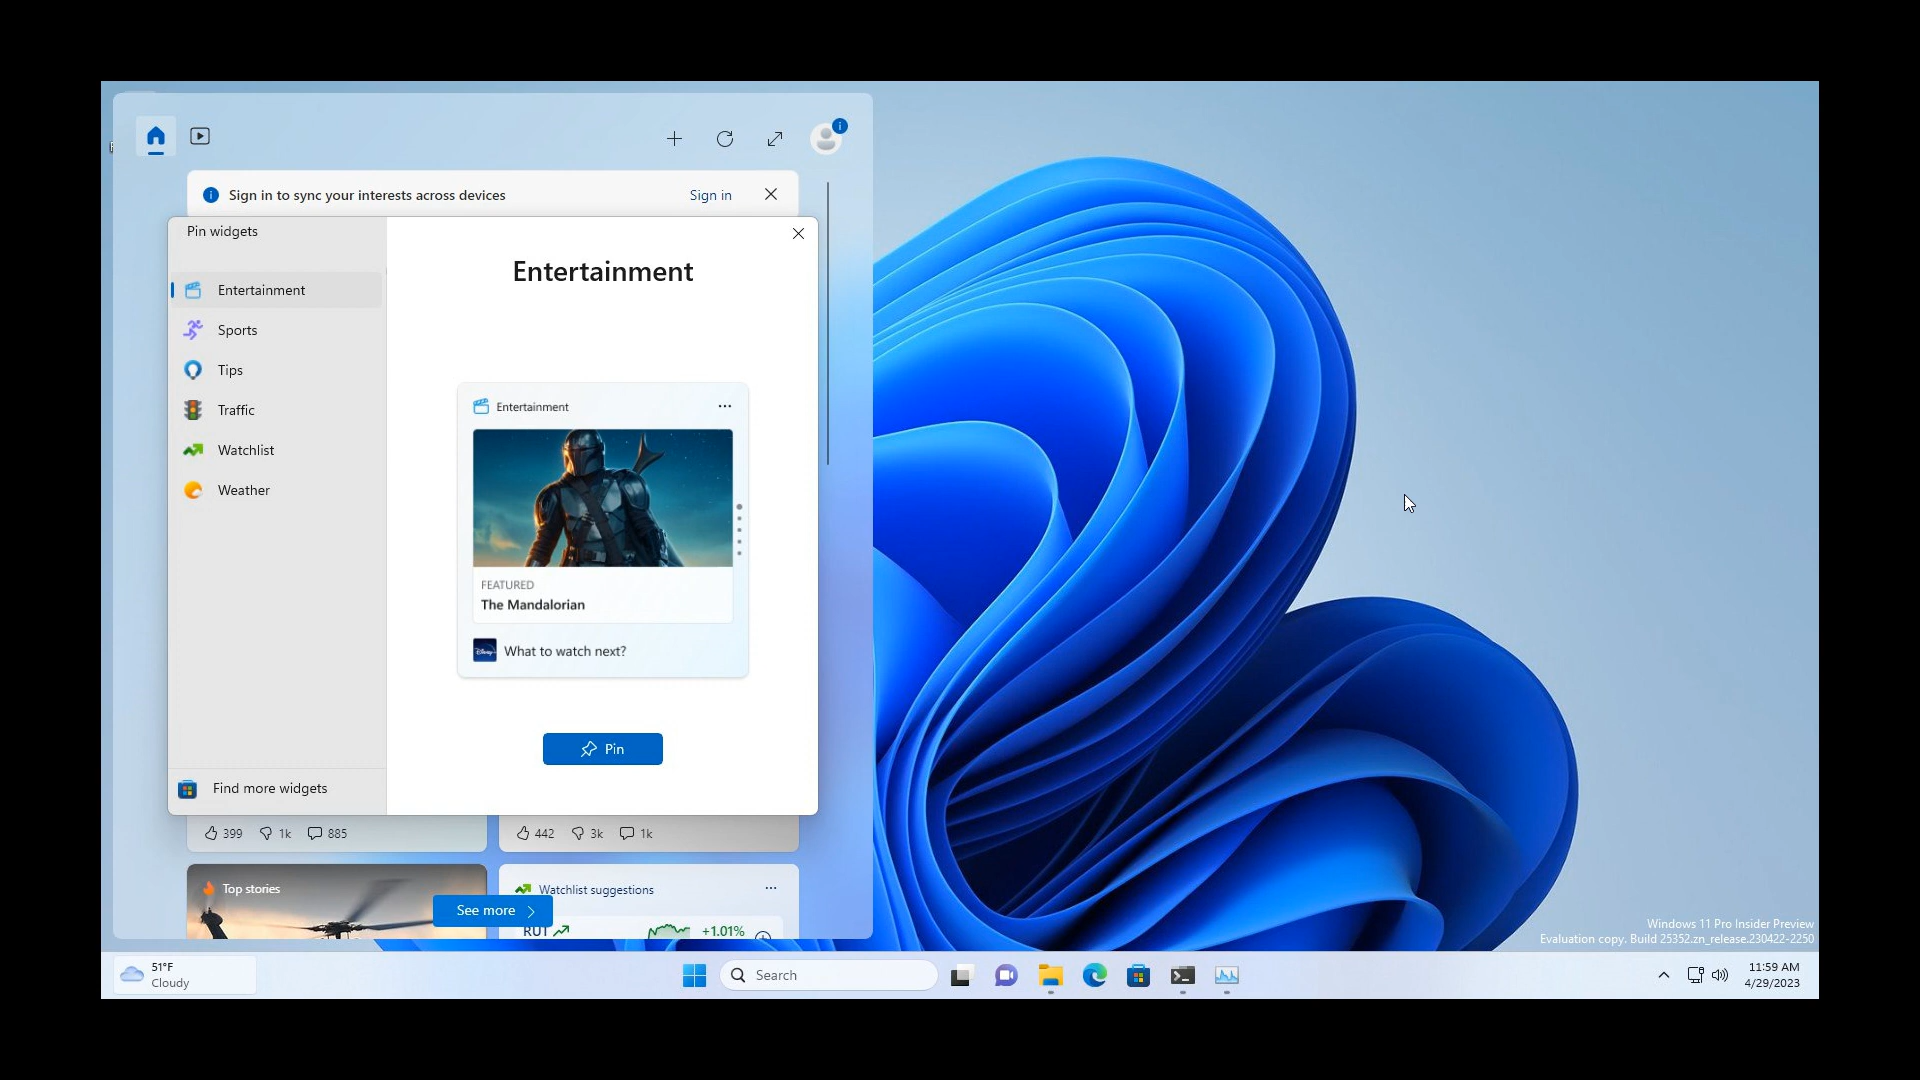 Sign in to sync your interests across devices
Sign in
Pin widgets
Entertainment
Sports
Tips
Traffic
Watchlist
Weather
Find more widgets
Entertainment
Entertainment
FEATURED
The Mandalorian
Disney+
What to watch next?
Pin
399 1k 885
442 3k 1k
Top stories
Watchlist suggestions
See more
RUT
+1.01%
Windows 11 Pro Insider Preview
Evaluation copy. Build 25352.zn_release.230422-2250
51°F
Cloudy
Search
11:59 AM
4/29/2023